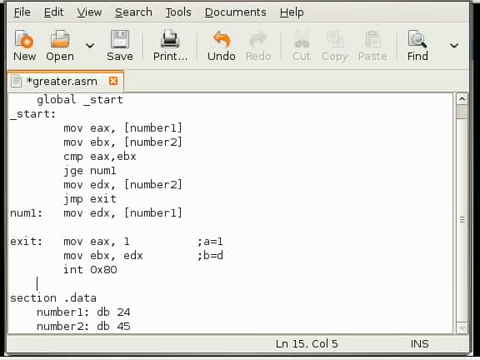 File Edit View Search Tools Documents Help
New Open Save Print... Undo Redo Cut Copy Paste Find
*greater.asm
global _start
_start:
mov eax, [number1]
mov ebx, [number2]
cmp eax,ebx
jge num1
mov edx, [number2]
jmp exit
num1: mov edx, [number1]
exit: mov eax, 1 ;a=1
mov ebx, edx ;b=d
int 0x80
section .data
number1: db 24
number2: db 45
Ln 15, Col 5 INS